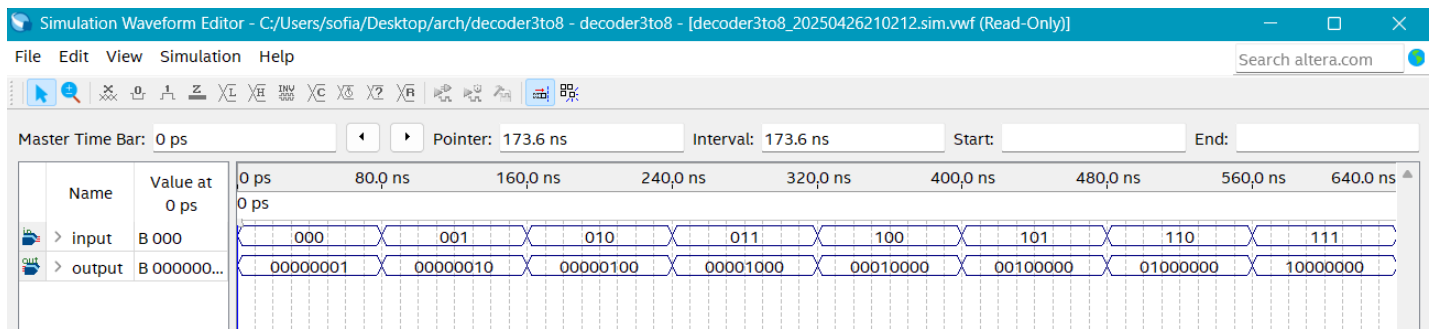 Simulation Waveform Editor - C:/Users/sofia/Desktop/arch/decoder3to8 - decoder3to8 - [decoder3to8_20250426210212.sim.vwf (Read-Only)]
File Edit View Simulation Help
Search altera.com
Master Time Bar: 0 ps Pointer: 173.6 ns Interval: 173.6 ns Start: End:
Name Value at 0 ps
0 ps 80.0 ns 160.0 ns 240.0 ns 320.0 ns 400.0 ns 480.0 ns 560.0 ns 640.0 ns
0 ps
input B 000 000 001 010 011 100 101 110 111
output B 000000... 00000001 00000010 00000100 00001000 00010000 00100000 01000000 10000000